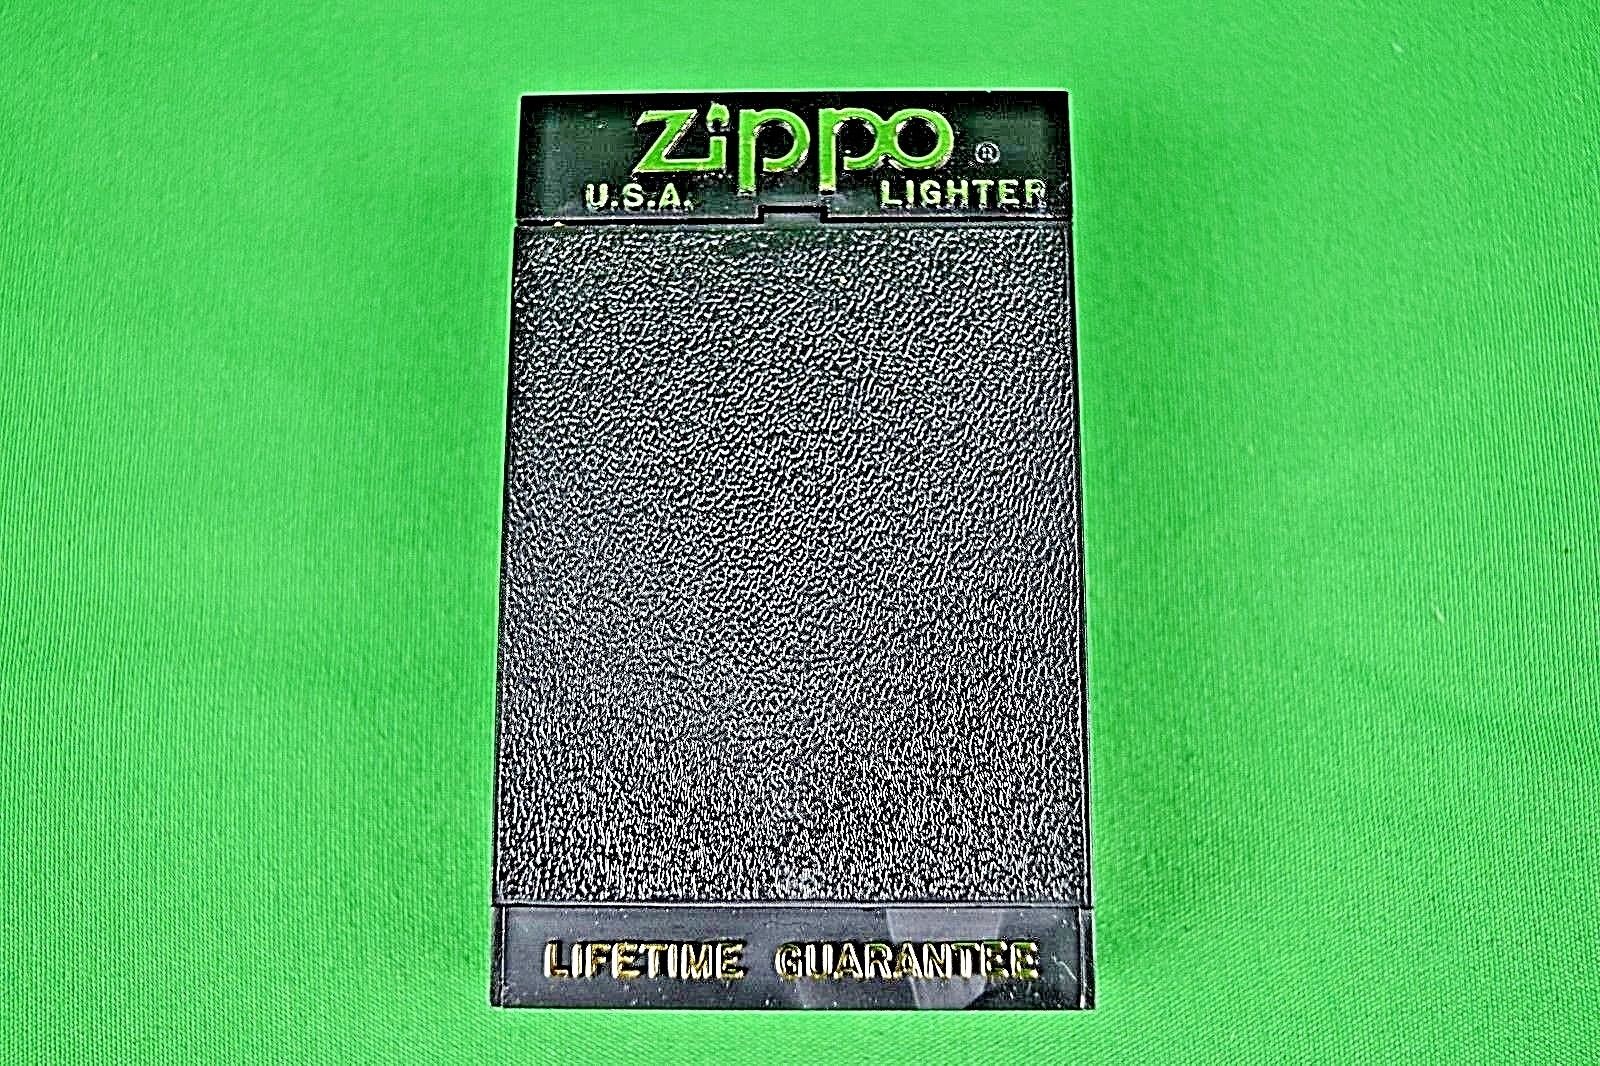 Zippo ®
U.S.A. LIGHTER
LIFETIME GUARANTEE